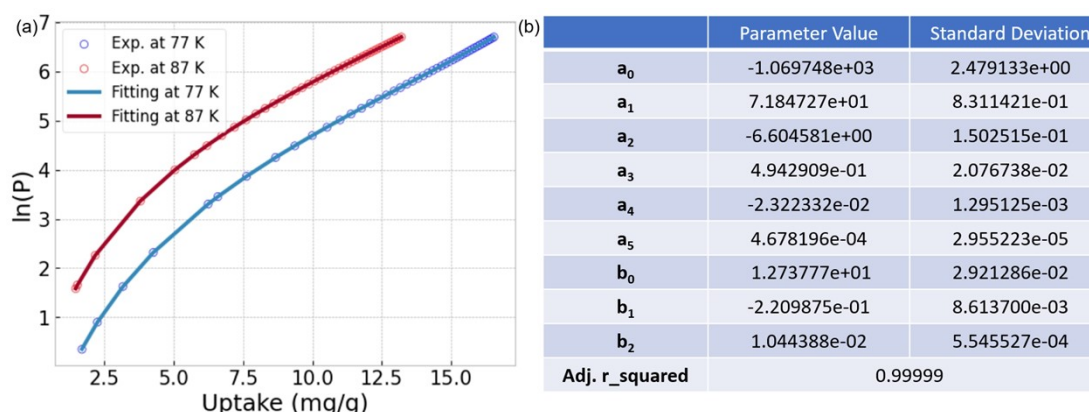 (a)
7
6
5
4
3
2
1
ln(P)
Exp. at 77 K
Exp. at 87 K
Fitting at 77 K
Fitting at 87 K
2.5 5.0 7.5 10.0 12.5 15.0
Uptake (mg/g)
(b)
Parameter Value Standard Deviation
a₀ -1.069748e+03 2.479133e+00
a₁ 7.184727e+01 8.311421e-01
a₂ -6.604581e+00 1.502515e-01
a₃ 4.942909e-01 2.076738e-02
a₄ -2.322332e-02 1.295125e-03
a₅ 4.678196e-04 2.955223e-05
b₀ 1.273777e+01 2.921286e-02
b₁ -2.209875e-01 8.613700e-03
b₂ 1.044388e-02 5.545527e-04
Adj. r_squared 0.99999